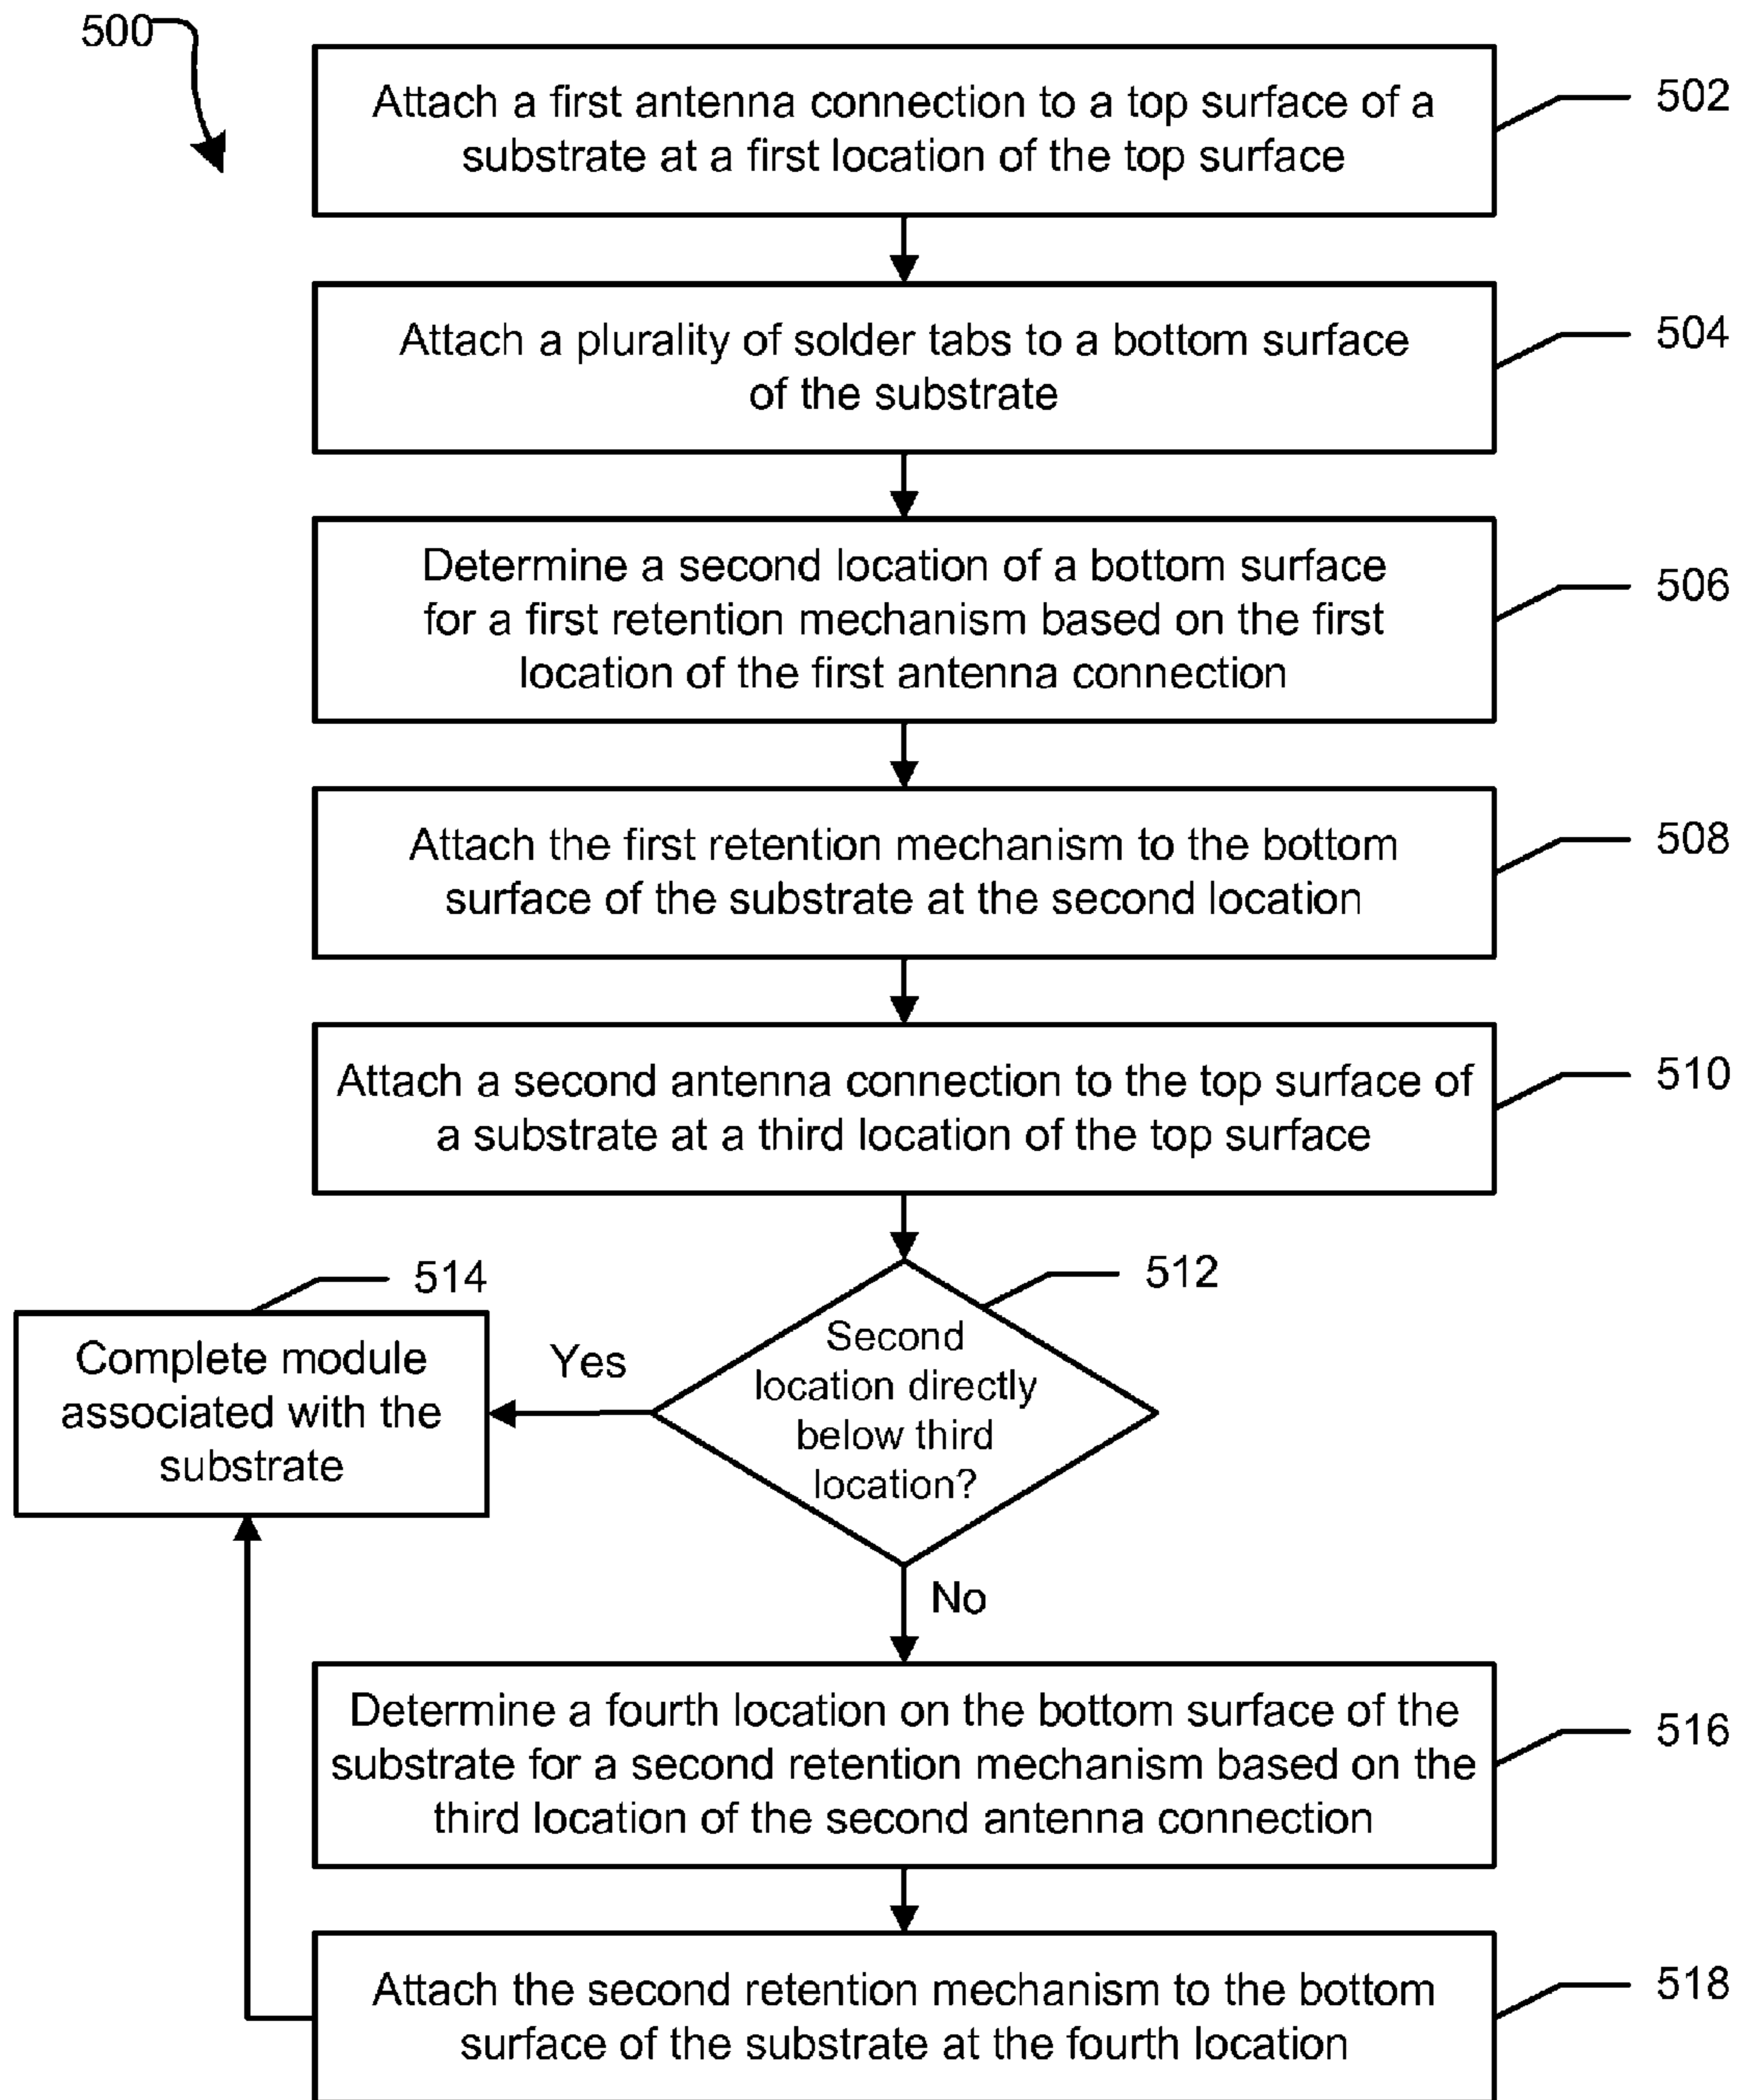 500
Attach a first antenna connection to a top surface of a
substrate at a first location of the top surface
502
Attach a plurality of solder tabs to a bottom surface
of the substrate
504
Determine a second location of a bottom surface
for a first retention mechanism based on the first
location of the first antenna connection
506
Attach the first retention mechanism to the bottom
surface of the substrate at the second location
508
Attach a second antenna connection to the top surface of
a substrate at a third location of the top surface
510
512
Second
location directly
below third
location?
Yes
514
Complete module
associated with the
substrate
No
Determine a fourth location on the bottom surface of the
substrate for a second retention mechanism based on the
third location of the second antenna connection
516
Attach the second retention mechanism to the bottom
surface of the substrate at the fourth location
518